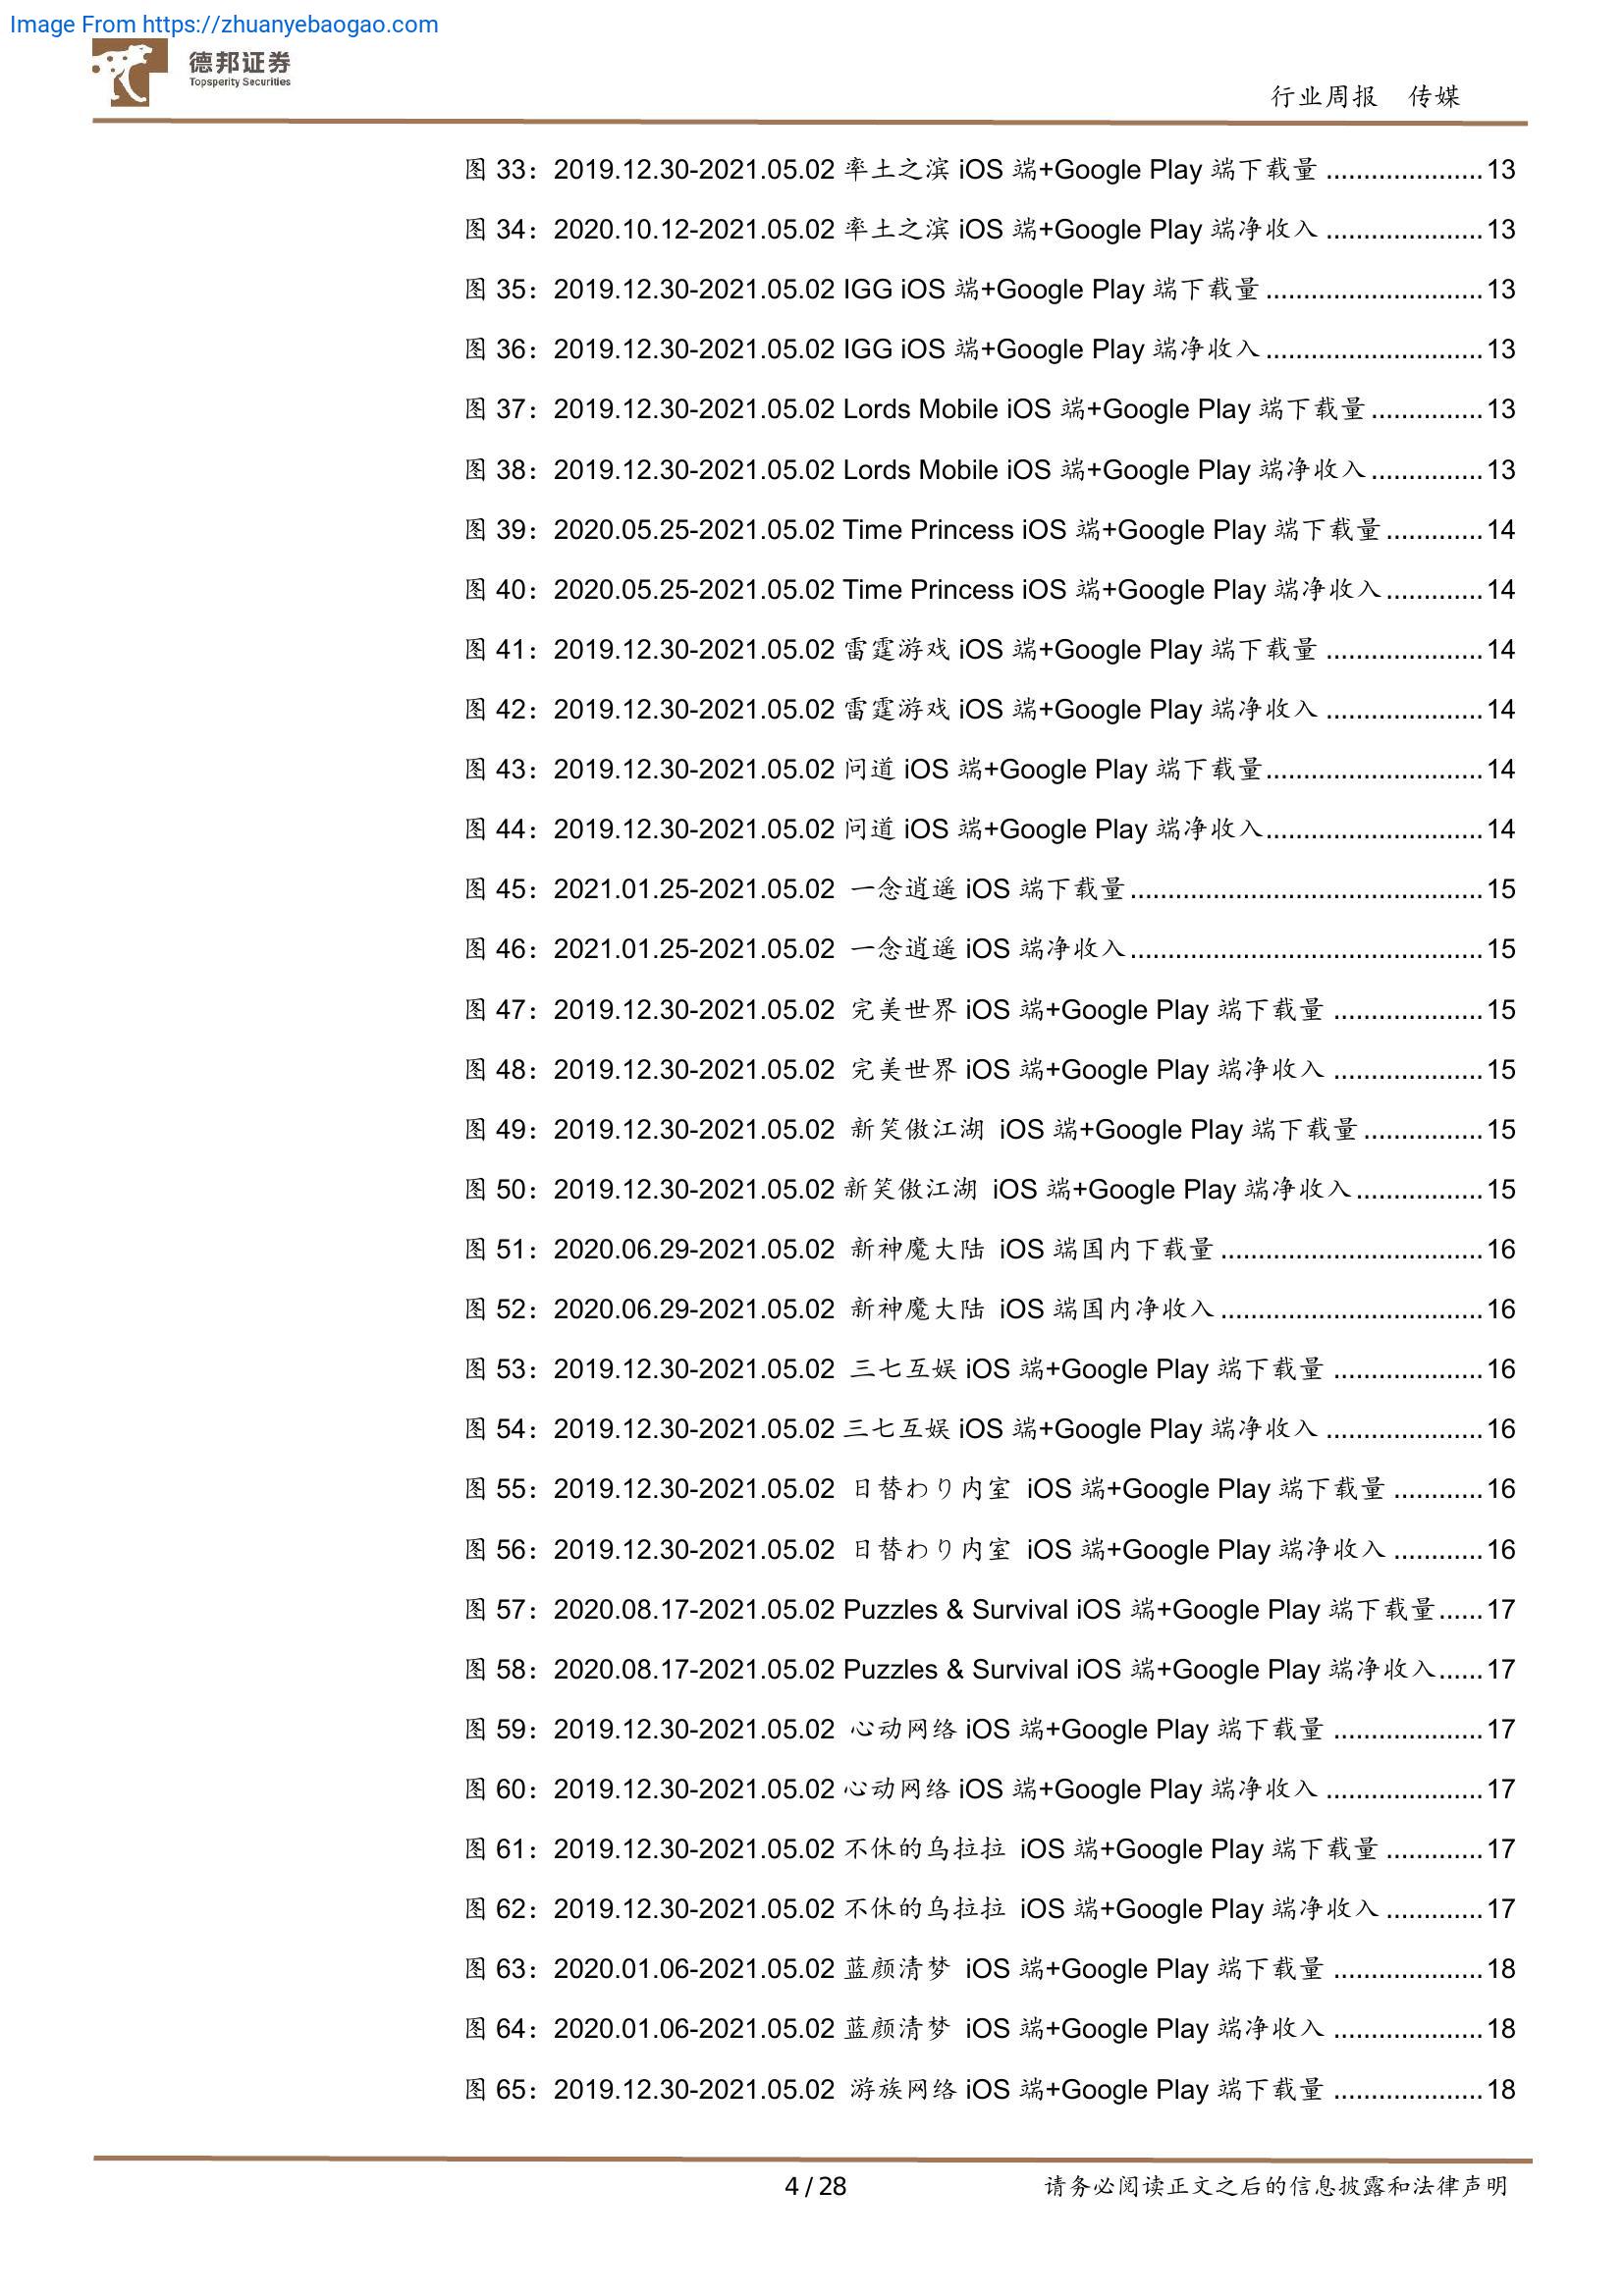 Image From https://zhuanyebaogao.com
德邦证券
Topsperity Securities
行业周报 传媒
图 33：2019.12.30-2021.05.02 率土之滨 iOS 端+Google Play 端下载量 ..................... 13
图 34：2020.10.12-2021.05.02 率土之滨 iOS 端+Google Play 端净收入 ..................... 13
图 35：2019.12.30-2021.05.02 IGG iOS 端+Google Play 端下载量 ............................. 13
图 36：2019.12.30-2021.05.02 IGG iOS 端+Google Play 端净收入 ............................. 13
图 37：2019.12.30-2021.05.02 Lords Mobile iOS 端+Google Play 端下载量 ............... 13
图 38：2019.12.30-2021.05.02 Lords Mobile iOS 端+Google Play 端净收入 ............... 13
图 39：2020.05.25-2021.05.02 Time Princess iOS 端+Google Play 端下载量 ............. 14
图 40：2020.05.25-2021.05.02 Time Princess iOS 端+Google Play 端净收入 ............. 14
图 41：2019.12.30-2021.05.02 雷霆游戏 iOS 端+Google Play 端下载量 ..................... 14
图 42：2019.12.30-2021.05.02 雷霆游戏 iOS 端+Google Play 端净收入 ..................... 14
图 43：2019.12.30-2021.05.02 问道 iOS 端+Google Play 端下载量............................. 14
图 44：2019.12.30-2021.05.02 问道 iOS 端+Google Play 端净收入............................. 14
图 45：2021.01.25-2021.05.02 一念逍遥 iOS 端下载量............................................... 15
图 46：2021.01.25-2021.05.02 一念逍遥 iOS 端净收入............................................... 15
图 47：2019.12.30-2021.05.02 完美世界 iOS 端+Google Play 端下载量 .................... 15
图 48：2019.12.30-2021.05.02 完美世界 iOS 端+Google Play 端净收入 .................... 15
图 49：2019.12.30-2021.05.02 新笑傲江湖 iOS 端+Google Play 端下载量................ 15
图 50：2019.12.30-2021.05.02 新笑傲江湖 iOS 端+Google Play 端净收入................. 15
图 51：2020.06.29-2021.05.02 新神魔大陆 iOS 端国内下载量 ................................... 16
图 52：2020.06.29-2021.05.02 新神魔大陆 iOS 端国内净收入 ................................... 16
图 53：2019.12.30-2021.05.02 三七互娱 iOS 端+Google Play 端下载量 .................... 16
图 54：2019.12.30-2021.05.02 三七互娱 iOS 端+Google Play 端净收入 ..................... 16
图 55：2019.12.30-2021.05.02 日替わり内室 iOS 端+Google Play 端下载量 ............ 16
图 56：2019.12.30-2021.05.02 日替わり内室 iOS 端+Google Play 端净收入 ............ 16
图 57：2020.08.17-2021.05.02 Puzzles & Survival iOS 端+Google Play 端下载量...... 17
图 58：2020.08.17-2021.05.02 Puzzles & Survival iOS 端+Google Play 端净收入...... 17
图 59：2019.12.30-2021.05.02 心动网络 iOS 端+Google Play 端下载量 .................... 17
图 60：2019.12.30-2021.05.02 心动网络 iOS 端+Google Play 端净收入 ..................... 17
图 61：2019.12.30-2021.05.02 不休的乌拉拉 iOS 端+Google Play 端下载量 ............. 17
图 62：2019.12.30-2021.05.02 不休的乌拉拉 iOS 端+Google Play 端净收入 ............. 17
图 63：2020.01.06-2021.05.02 蓝颜清梦 iOS 端+Google Play 端下载量 .................... 18
图 64：2020.01.06-2021.05.02 蓝颜清梦 iOS 端+Google Play 端净收入 .................... 18
图 65：2019.12.30-2021.05.02 游族网络 iOS 端+Google Play 端下载量 .................... 18
4 / 28
请务必阅读正文之后的信息披露和法律声明